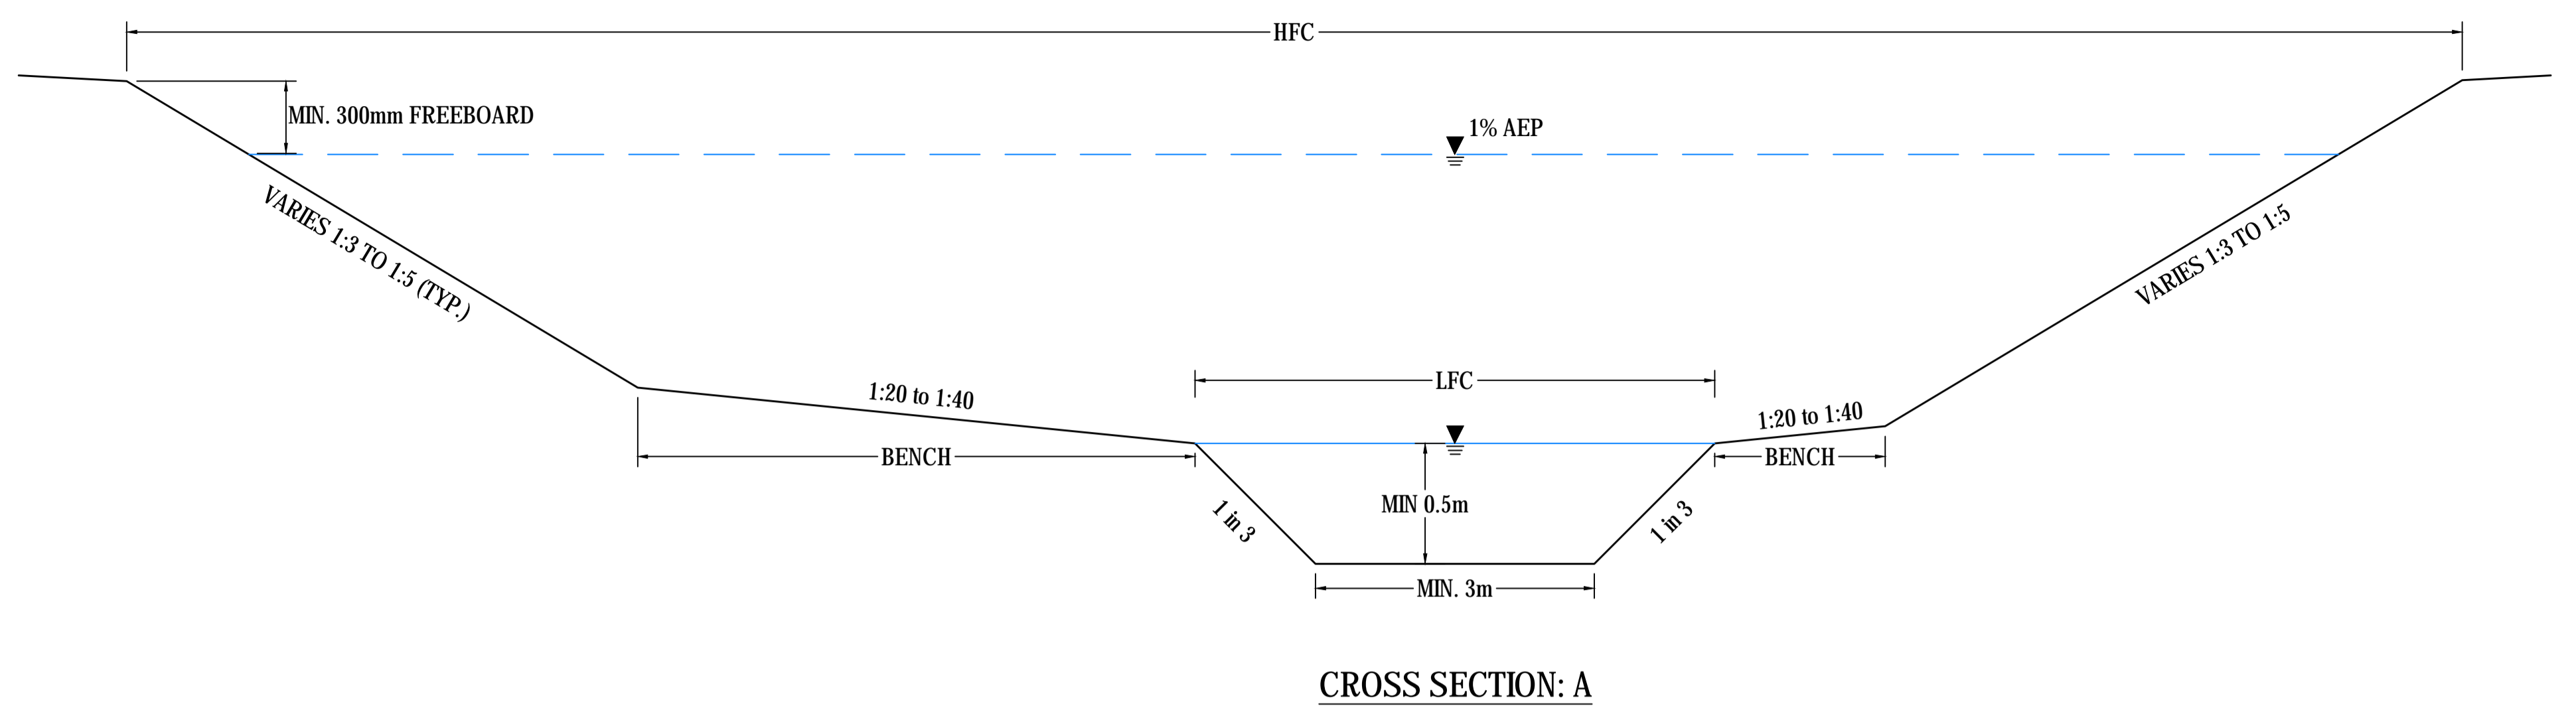 HFC
MIN. 300mm FREEBOARD
1% AEP
VARIES 1:3 TO 1:5 (TYP.)
VARIES 1:3 TO 1:5
LFC
1:20 to 1:40
1:20 to 1:40
BENCH
BENCH
1 in 3
MIN 0.5m
1 in 3
MIN. 3m
CROSS SECTION: A